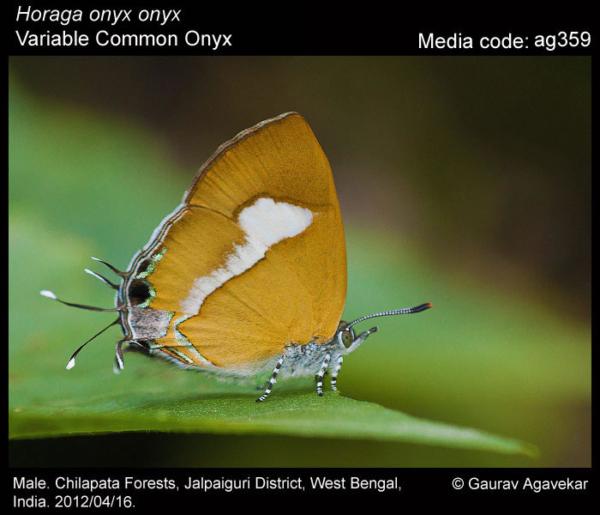 Horaga onyx onyx
Variable Common Onyx
Media code: ag359
Male. Chilapata Forests, Jalpaiguri District, West Bengal,
India. 2012/04/16.
© Gaurav Agavekar